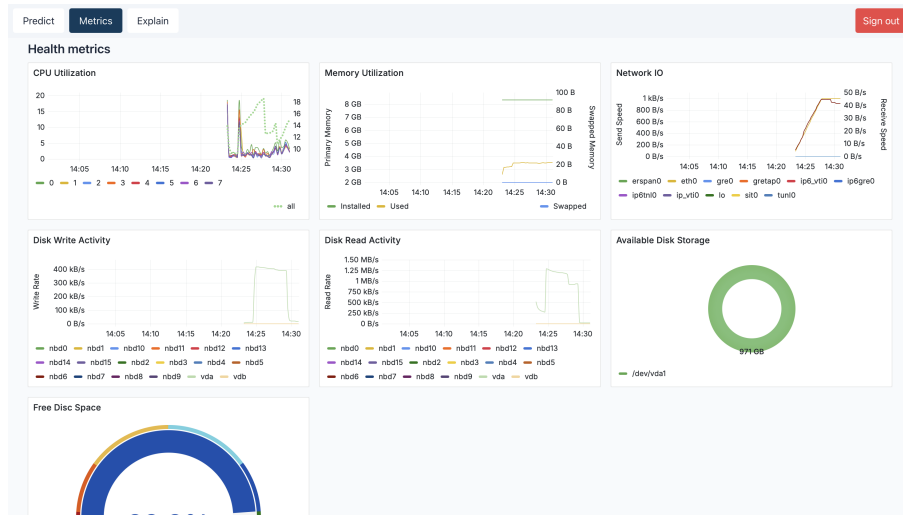 Predict
Metrics
Explain
Sign out
Health metrics
CPU Utilization
20
15
10
5
0
18
16
14
12
10
14:05 14:10 14:15 14:20 14:25 14:30
0 1 2 3 4 5 6 7
all
Memory Utilization
Primary Memory
8 GB
7 GB
6 GB
5 GB
4 GB
3 GB
2 GB
100 B
80 B
60 B
40 B
20 B
0 B
Swapped Memory
14:05 14:10 14:15 14:20 14:25 14:30
Installed Used Swapped
Network IO
Send Speed
1 kB/s
800 B/s
600 B/s
400 B/s
200 B/s
0 B/s
50 B/s
40 B/s
30 B/s
20 B/s
10 B/s
0 B/s
Receive Speed
14:05 14:10 14:15 14:20 14:25 14:30
erspan0 eth0 gre0 gretap0 ip6_vti0 ip6gre0
ip6tnl0 ip_vti0 lo sit0 tunl0
Disk Write Activity
Write Rate
400 kB/s
300 kB/s
200 kB/s
100 kB/s
0 B/s
14:05 14:10 14:15 14:20 14:25 14:30
nbd0 nbd1 nbd10 nbd11 nbd12 nbd13
nbd14 nbd15 nbd2 nbd3 nbd4 nbd5
nbd6 nbd7 nbd8 nbd9 vda vdb
Disk Read Activity
Read Rate
1.50 MB/s
1.25 MB/s
1 MB/s
750 kB/s
500 kB/s
250 kB/s
0 B/s
14:05 14:10 14:15 14:20 14:25 14:30
nbd0 nbd1 nbd10 nbd11 nbd12 nbd13
nbd14 nbd15 nbd2 nbd3 nbd4 nbd5
nbd6 nbd7 nbd8 nbd9 vda vdb
Available Disk Storage
971 GB
/dev/vda1
Free Disc Space